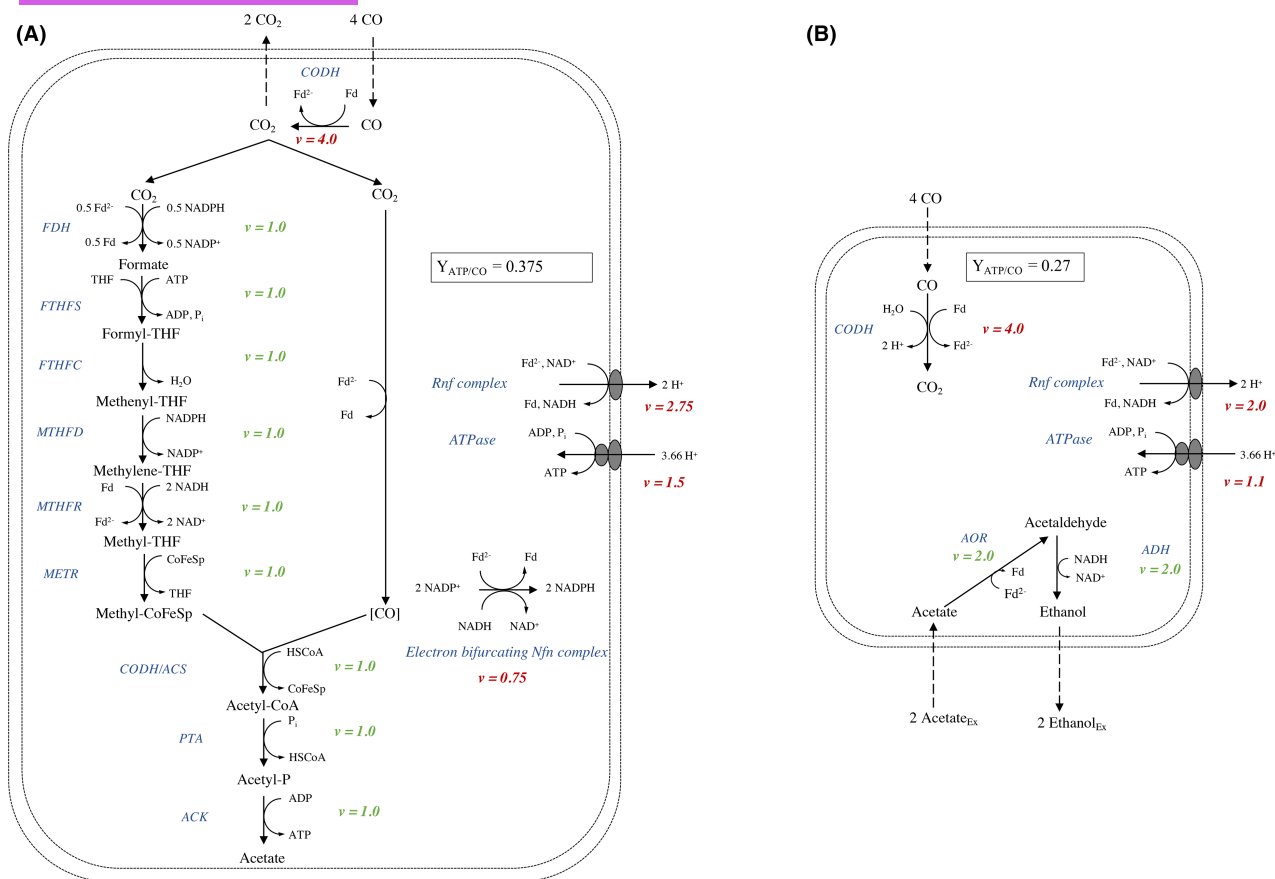 (A)
2 CO₂
4 CO
CODH
Fd²⁻
Fd
CO₂
CO
v = 4.0
CO₂
CO₂
0.5 Fd²⁻
0.5 NADPH
FDH
v = 1.0
0.5 Fd
0.5 NADP⁺
Formate
THF
ATP
FTHFS
v = 1.0
ADP, Pᵢ
Formyl-THF
FTHFC
v = 1.0
H₂O
Methenyl-THF
NADPH
MTHFD
v = 1.0
NADP⁺
Methylene-THF
Fd
2 NADH
MTHFR
v = 1.0
Fd²⁻
2 NAD⁺
Methyl-THF
CoFeSp
METR
v = 1.0
THF
Methyl-CoFeSp
Fd²⁻
Fd
[CO]
HSCoA
CODH/ACS
v = 1.0
CoFeSp
Acetyl-CoA
Pᵢ
PTA
v = 1.0
HSCoA
Acetyl-P
ADP
ACK
v = 1.0
ATP
Acetate
Y_ATP/CO = 0.375
Fd²⁻, NAD⁺
Rnf complex
2 H⁺
Fd, NADH
v = 2.75
ADP, Pᵢ
ATPase
3.66 H⁺
ATP
v = 1.5
Fd²⁻
Fd
2 NADP⁺
2 NADPH
NADH
NAD⁺
Electron bifurcating Nfn complex
v = 0.75
(B)
4 CO
Y_ATP/CO = 0.27
CO
H₂O
Fd
CODH
v = 4.0
2 H⁺
Fd²⁻
CO₂
Fd²⁻, NAD⁺
Rnf complex
2 H⁺
Fd, NADH
v = 2.0
ADP, Pᵢ
ATPase
3.66 H⁺
ATP
v = 1.1
Acetaldehyde
AOR
v = 2.0
Fd
Fd²⁻
NADH
NAD⁺
ADH
v = 2.0
Acetate
Ethanol
2 Acetate_Ex
2 Ethanol_Ex